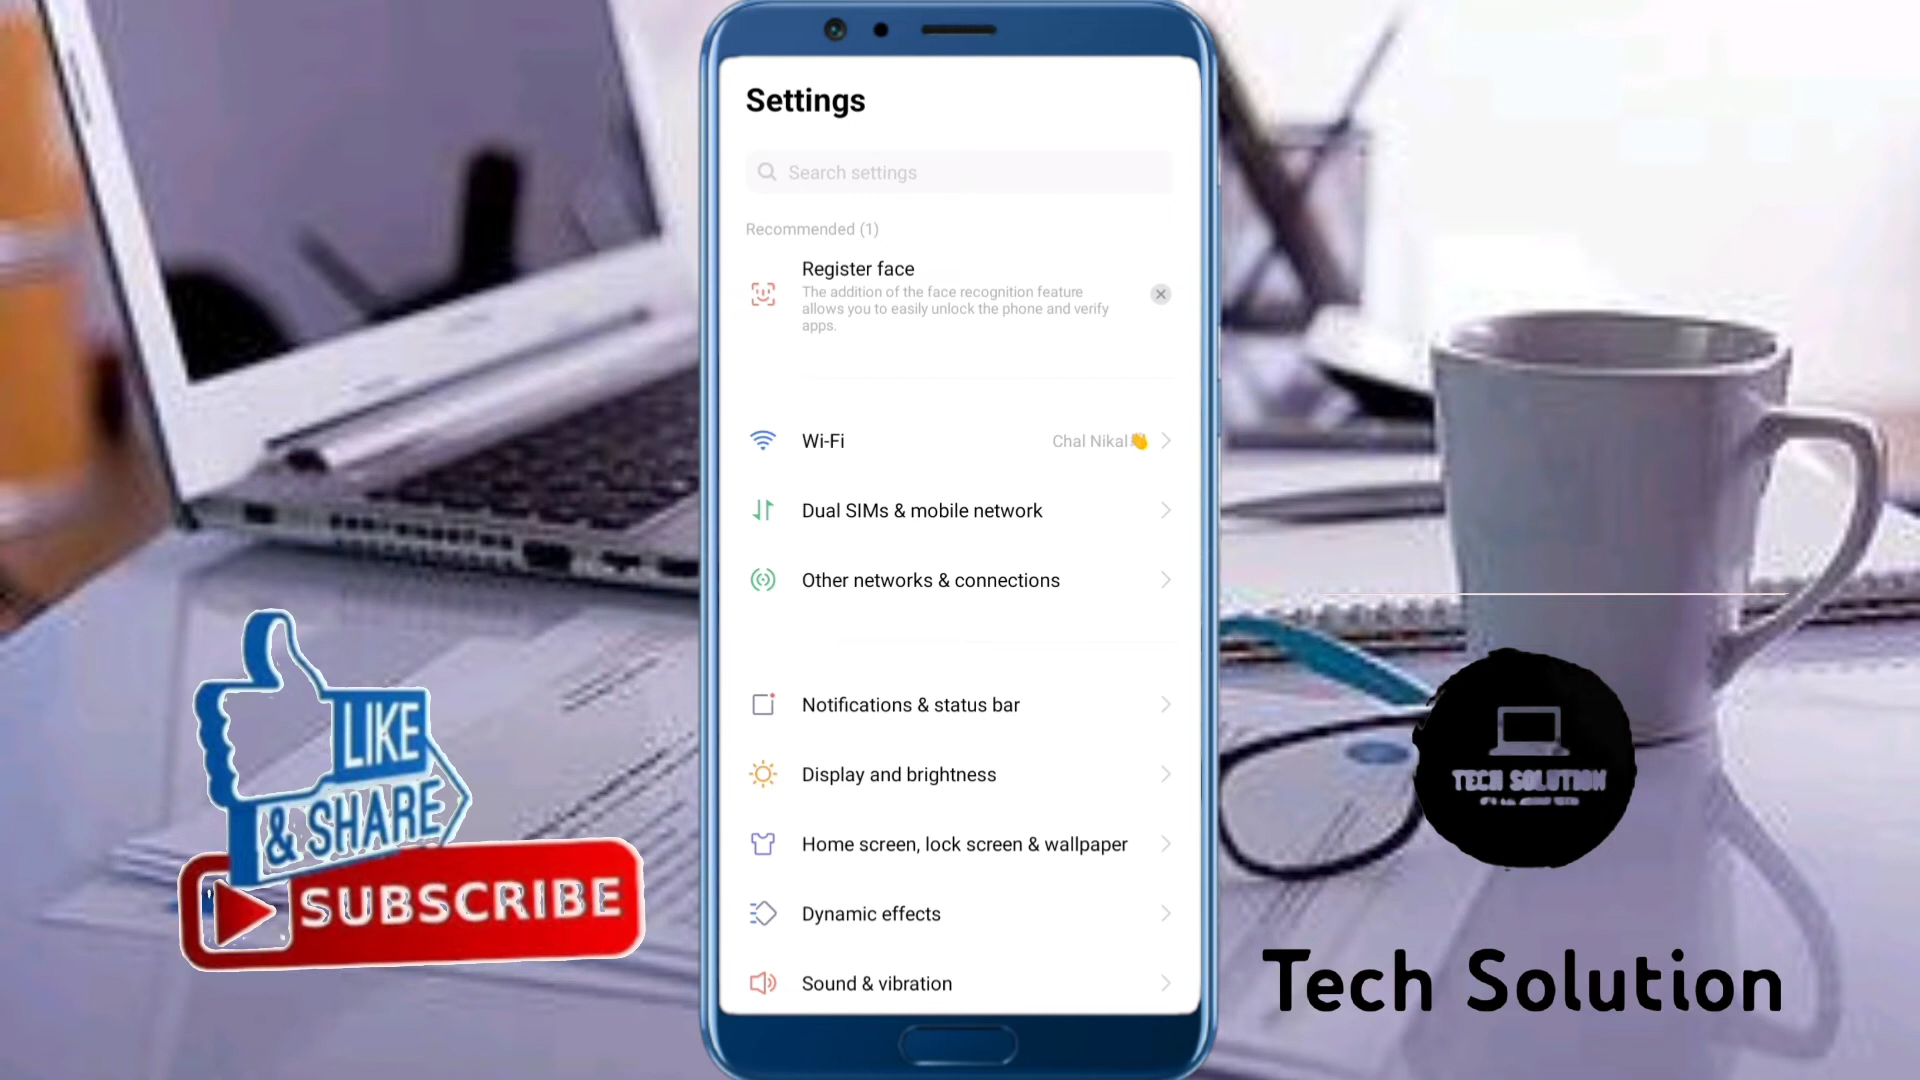 Settings
Search settings
Recommended (1)
Register face
The addition of the face recognition feature
allows you to easily unlock the phone and verify
apps.
Wi-Fi
Chal Nikal👋
Dual SIMs & mobile network
Other networks & connections
Notifications & status bar
Display and brightness
Home screen, lock screen & wallpaper
Dynamic effects
Sound & vibration
LIKE
& SHARE
SUBSCRIBE
TECH SOLUTION
Tech Solution